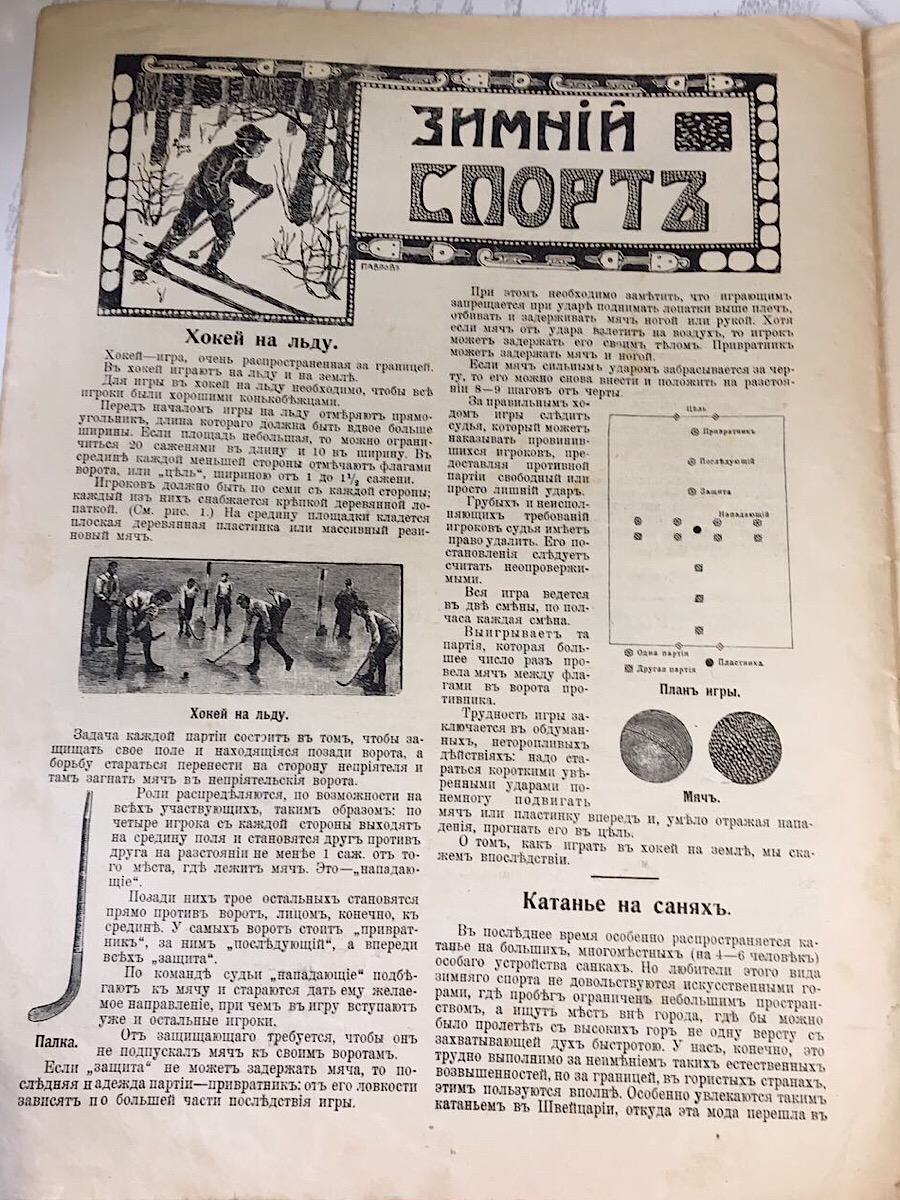 ЗИМНІЙ
СПОРТЪ
ПАВЛОВЪ
Хокей на льду.
Хокей—игра, очень распространенная за границей.
Въ хокей играютъ на льду и на землѣ.
Для игры въ хокей на льду необходимо, чтобы всѣ
игроки были хорошими конькобѣжцами.
Передъ началомъ игры на льду отмѣряютъ прямо-
угольникъ, длина котораго должна быть вдвое больше
ширины. Если площадь небольшая, то можно ограни-
читься 20 саженями въ длину и 10 въ ширину. Въ
срединѣ каждой меньшей стороны отмѣчаютъ флагами
ворота, или „цѣль“, шириною отъ 1 до 1½ сажени.
Игроковъ должно быть по семи съ каждой стороны;
каждый изъ нихъ снабжается крѣпкой деревянной ло-
паткой. (См. рис. 1.) На средину площадки кладется
плоская деревянная пластинка или массивный рези-
новый мячъ.
Хокей на льду.
Задача каждой партіи состоитъ въ томъ, чтобы за-
щищать свое поле и находящіяся позади ворота, а
борьбу стараться перенести на сторону непріятеля и
тамъ загнать мячъ въ непріятельскія ворота.
Роли распредѣляются, по возможности на
всѣхъ участвующихъ, такимъ образомъ: по
четыре игрока съ каждой стороны выходятъ
на средину поля и становятся другъ противъ
друга на разстояніи не менѣе 1 саж. отъ то-
го мѣста, гдѣ лежитъ мячъ. Это—„нападаю-
щіе“.
Позади нихъ трое остальныхъ становятся
прямо противъ воротъ, лицомъ, конечно, къ
срединѣ. У самыхъ воротъ стоитъ „приврат-
никъ“, за нимъ „послѣдующій“, а впереди
всѣхъ „защита“.
По командѣ судьи „нападающіе“ подбѣ-
гаютъ къ мячу и стараются дать ему желае-
мое направленіе, при чемъ въ игру вступаютъ
уже и остальные игроки.
Отъ защищающаго требуется, чтобы онъ
не подпускалъ мячъ къ своимъ воротамъ.
Палка.
Если „защита“ не можетъ задержать мяча, то по-
слѣдняя надежда партіи—привратникъ: отъ его ловкости
зависятъ по большей части послѣдствія игры.
При этомъ необходимо замѣтить, что играющимъ
запрещается при ударѣ поднимать лопатки выше плечъ,
отбивать и задерживать мячъ ногой или рукой. Хотя
если мячъ отъ удара взлетитъ на воздухъ, то игрокъ
можетъ задержать его своимъ тѣломъ. Привратникъ
можетъ задержать мячъ и ногой.
Если мячъ сильнымъ ударомъ забрасывается за чер-
ту, то его можно снова внести и положить на разстоя-
ніи 8—9 шаговъ отъ черты.
За правильнымъ хо-
домъ игры слѣдитъ
судья, который можетъ
наказывать провинив-
шихся игроковъ, пре-
доставляя противной
партіи свободный или
просто лишній ударъ.
Грубыхъ и неиспол-
няющихъ требованій
игроковъ судья имѣетъ
право удалить. Его по-
становленія слѣдуетъ
считать неопровержи-
мыми.
Вся игра ведется
въ двѣ смѣны, по пол-
часа каждая смѣна.
Выигрываетъ та
партія, которая боль-
шее число разъ про-
вела мячъ между фла-
гами въ ворота про-
тивника.
Трудность игры за-
ключается въ обдуман-
ныхъ, неторопливыхъ
дѣйствіяхъ: надо ста-
раться короткими увѣ-
ренными ударами по-
немногу подвигать
мячъ или пластинку впередъ и, умѣло отражая напа-
денія, прогнать его въ цѣль.
О томъ, какъ играть въ хокей на землѣ, мы ска-
жемъ впослѣдствіи.
Цѣль
Привратникъ
Послѣдующій
Защита
Нападающій
Одна партія
Другая партія
Пластинка
Планъ игры.
Мячъ.
Катанье на саняхъ.
Въ послѣднее время особенно распространяется ка-
танье на большихъ, многомѣстныхъ (на 4—6 человѣкъ)
особаго устройства санкахъ. Но любители этого вида
зимняго спорта не довольствуются искусственными го-
рами, гдѣ пробѣгъ ограниченъ небольшимъ простран-
ствомъ, а ищутъ мѣстъ внѣ города, гдѣ бы можно
было пролетѣть съ высокихъ горъ не одну версту съ
захватывающей духъ быстротою. У насъ, конечно, это
трудно выполнимо за неимѣніемъ такихъ естественныхъ
возвышенностей, но за границей, въ гористыхъ странахъ,
этимъ пользуются вполнѣ. Особенно увлекаются такимъ
катаньемъ въ Швейцаріи, откуда эта мода перешла въ